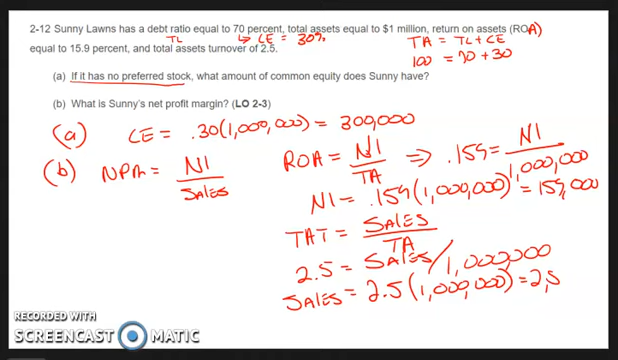 2-12 Sunny Lawns has a debt ratio equal to 70 percent, total assets equal to $1 million, return on assets (ROA)
TL
↳ CE = 30%
equal to 15.9 percent, and total assets turnover of 2.5.
TA = TL + CE
100 = 70 + 30
(a) If it has no preferred stock, what amount of common equity does Sunny have?
(b) What is Sunny's net profit margin? (LO 2-3)
(a) CE = .30(1,000,000) = 300,000
(b) NPM = NI / SALES
ROA = NI / TA ⇒ .159 = NI / 1,000,000
NI = .159(1,000,000) = 159,000
TAT = SALES / TA
2.5 = SALES / 1,000,000
SALES = 2.5(1,000,000) = 2,5
RECORDED WITH
SCREENCAST MATIC